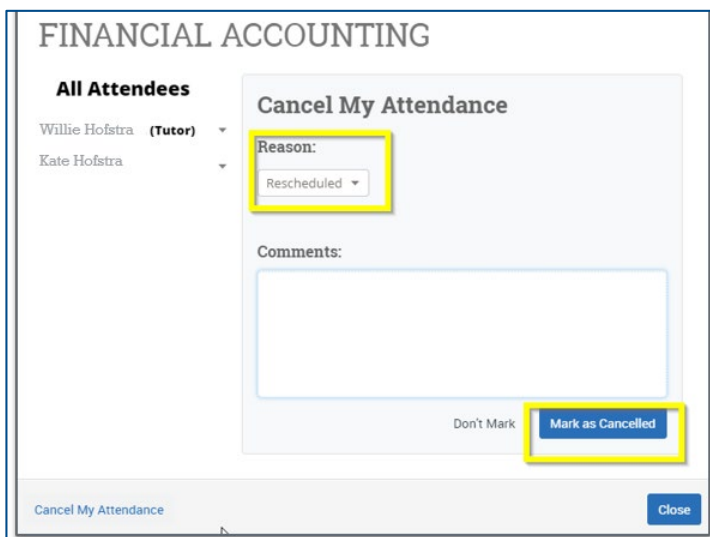 FINANCIAL ACCOUNTING
All Attendees
Willie Hofstra (Tutor)
Kate Hofstra
Cancel My Attendance
Reason:
Rescheduled
Comments:
Don't Mark
Mark as Cancelled
Cancel My Attendance
Close